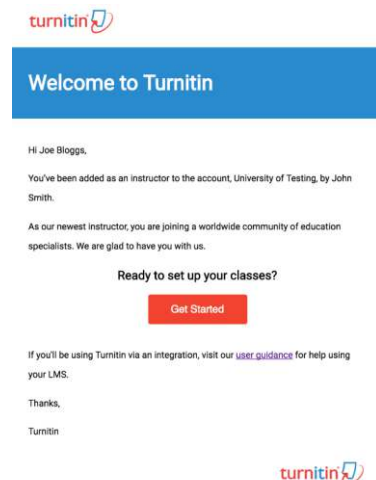 turnitin
Welcome to Turnitin
Hi Joe Bloggs,
You've been added as an instructor to the account, University of Testing, by John
Smith.
As our newest instructor, you are joining a worldwide community of education
specialists. We are glad to have you with us.
Ready to set up your classes?
Get Started
If you'll be using Turnitin via an integration, visit our user guidance for help using
your LMS.
Thanks,
Turnitin
turnitin